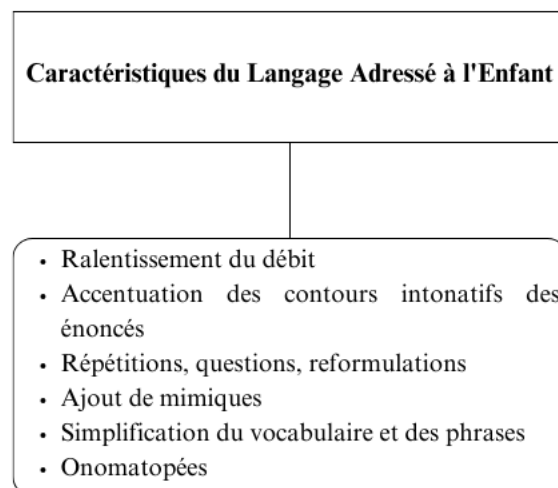 Caractéristiques du Langage Adressé à l'Enfant
• Ralentissement du débit
• Accentuation des contours intonatifs des
énoncés
• Répétitions, questions, reformulations
• Ajout de mimiques
• Simplification du vocabulaire et des phrases
• Onomatopées